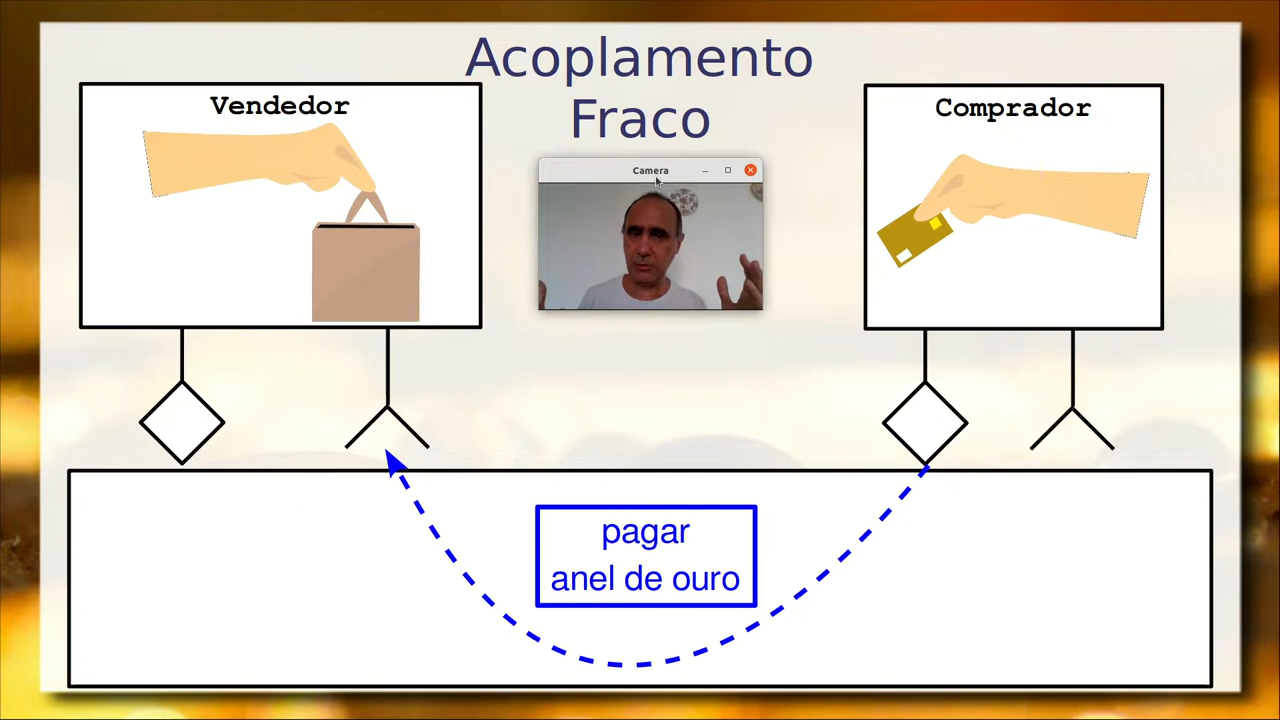 Acoplamento
Fraco
Vendedor
Comprador
Camera
pagar
anel de ouro